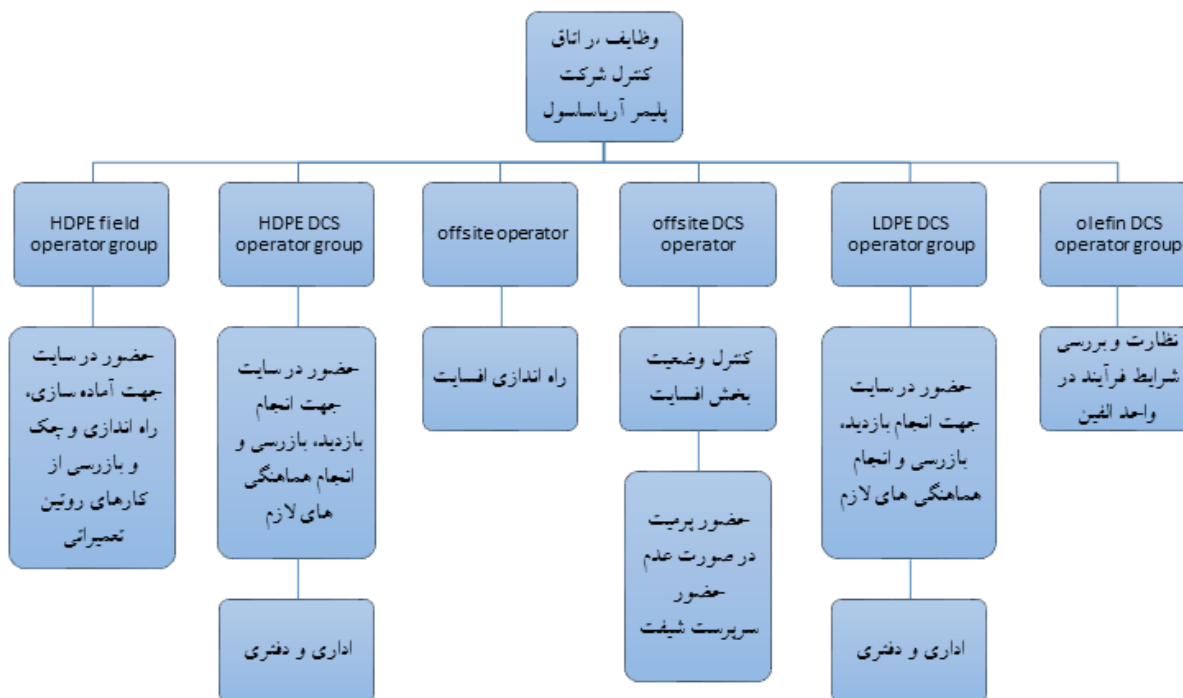 وظایف در اتاق
کنترل شرکت
پلیمر آریاساسول
HDPE field
operator group
HDPE DCS
operator group
offsite operator
offsite DCS
operator
LDPE DCS
operator group
olefin DCS
operator group
حضور در سایت
جهت آماده سازی،
راه اندازی و چک
و بازرسی از
کارهای روتین
تعمیراتی
حضور در سایت
جهت انجام
بازدید، بازرسی و
انجام هماهنگی
های لازم
راه اندازی افسایت
کنترل وضعیت
بخش افسایت
حضور در سایت
جهت انجام بازدید،
بازرسی و انجام
هماهنگی های لازم
نظارت و بررسی
شرایط فرآیند در
واحد الفین
حضور پرمیت
در صورت عدم
حضور
سرپرست شیفت
اداری و دفتری
اداری و دفتری